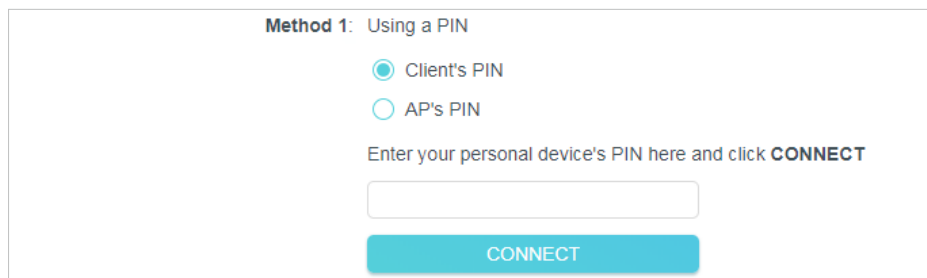 Method 1: Using a PIN
Client's PIN
AP's PIN
Enter your personal device's PIN here and click CONNECT
CONNECT